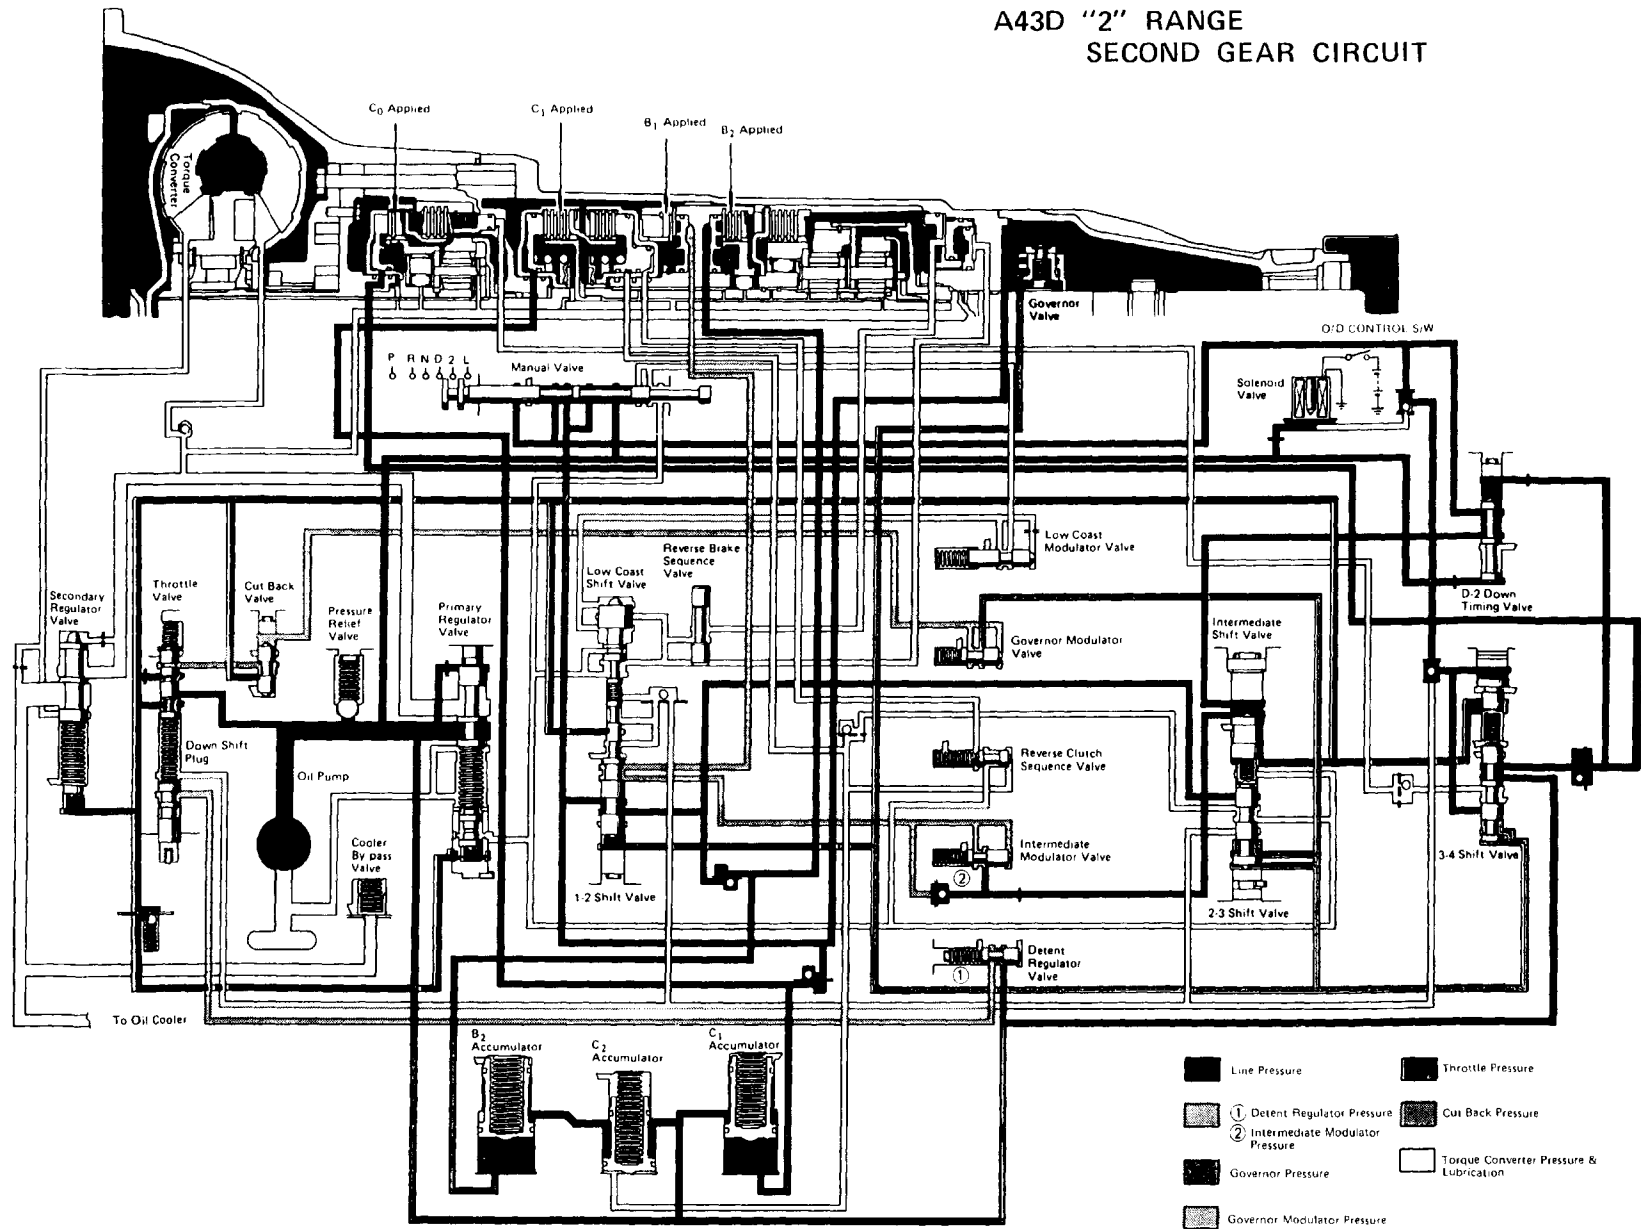 A43D "2" RANGE
SECOND GEAR CIRCUIT
C0 Applied
C1 Applied
B1 Applied
B2 Applied
Torque
Converter
Governor
Valve
O/D CONTROL S/W
P R N D 2 L
Manual Valve
Solenoid
Valve
Low Coast
Modulator Valve
Reverse Brake
Sequence
Valve
Low Coast
Shift Valve
Throttle
Valve
Cut Back
Valve
Secondary
Regulator
Valve
Pressure
Relief
Valve
Primary
Regulator
Valve
D-2 Down
Timing Valve
Intermediate
Shift Valve
Governor Modulator
Valve
Down Shift
Plug
Oil Pump
Reverse Clutch
Sequence Valve
Cooler
By pass
Valve
Intermediate
Modulator Valve
②
3-4 Shift Valve
1-2 Shift Valve
2-3 Shift Valve
Detent
Regulator
Valve
①
To Oil Cooler
B2
Accumulator
C2
Accumulator
C1
Accumulator
Line Pressure
Throttle Pressure
① Detent Regulator Pressure
② Intermediate Modulator
Pressure
Cut Back Pressure
Governor Pressure
Torque Converter Pressure &
Lubrication
Governor Modulator Pressure